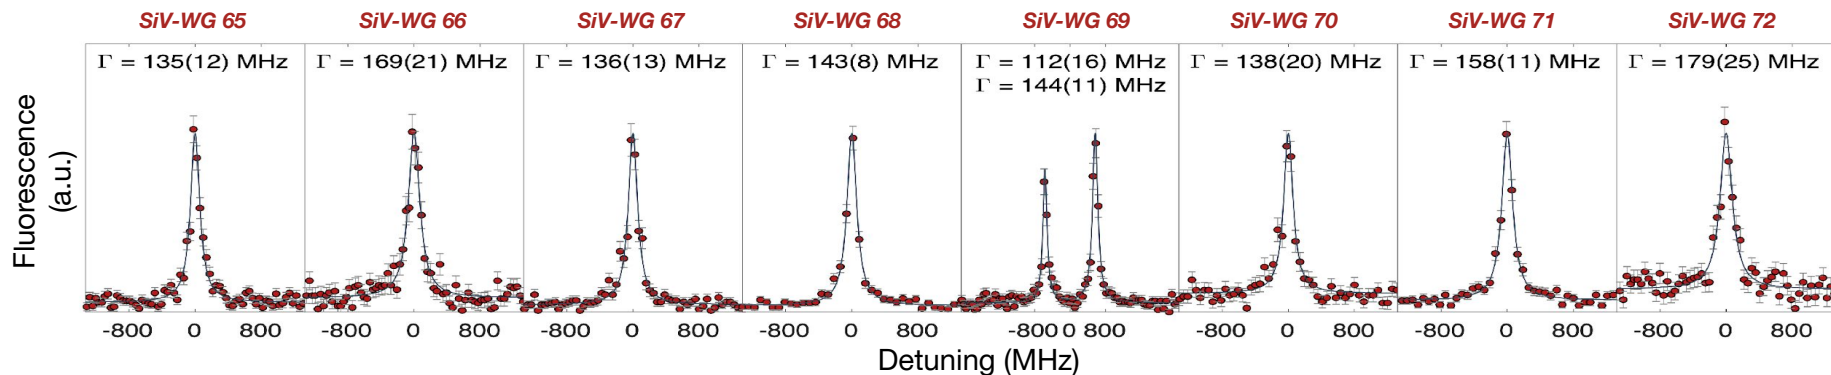 SiV-WG 65
SiV-WG 66
SiV-WG 67
SiV-WG 68
SiV-WG 69
SiV-WG 70
SiV-WG 71
SiV-WG 72
Γ = 135(12) MHz
Γ = 169(21) MHz
Γ = 136(13) MHz
Γ = 143(8) MHz
Γ = 112(16) MHz
Γ = 144(11) MHz
Γ = 138(20) MHz
Γ = 158(11) MHz
Γ = 179(25) MHz
Fluorescence
(a.u.)
-800 0 800
-800 0 800
-800 0 800
-800 0 800
-8000 800
-800 0 800
-800 0 800
-800 0 800
Detuning (MHz)